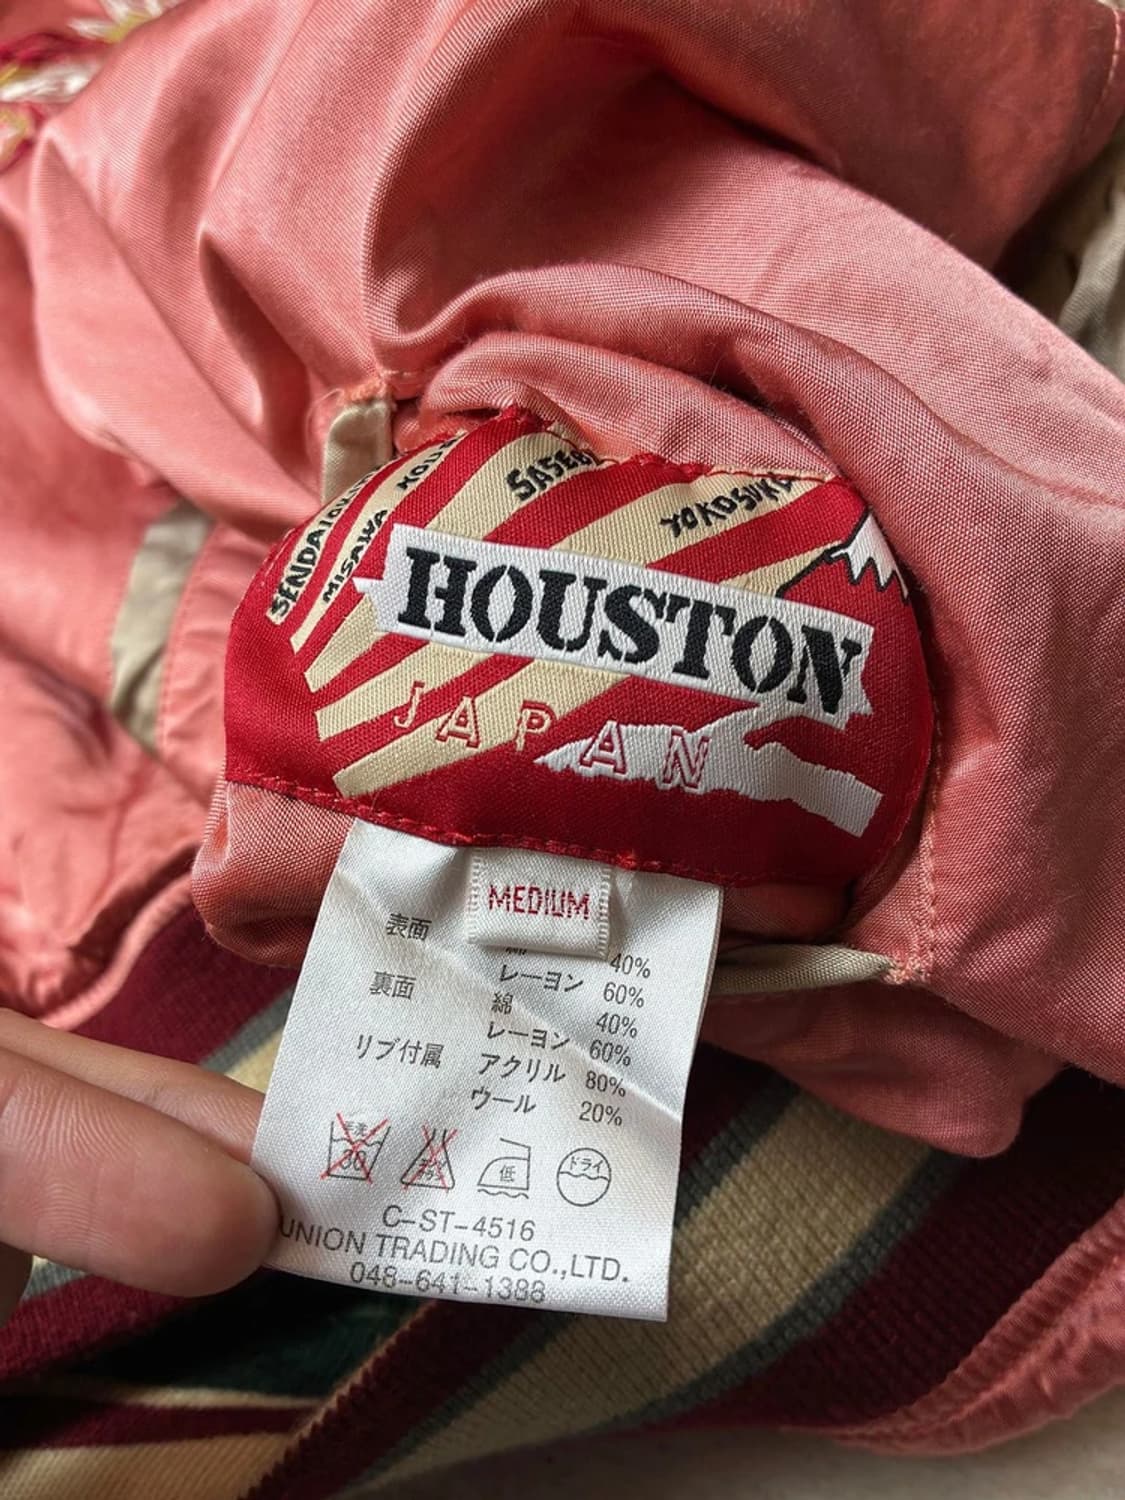 SENDAI
MISAWA
SASEBO
YOKOSUKA
HOUSTON
JAPAN
MEDIUM
表面
40%
レーヨン 60%
裏面 綿 40%
レーヨン 60%
リブ付属 アクリル 80%
ウール 20%
30
低
ドライ
C-ST-4516
UNION TRADING CO.,LTD.
048-641-1388